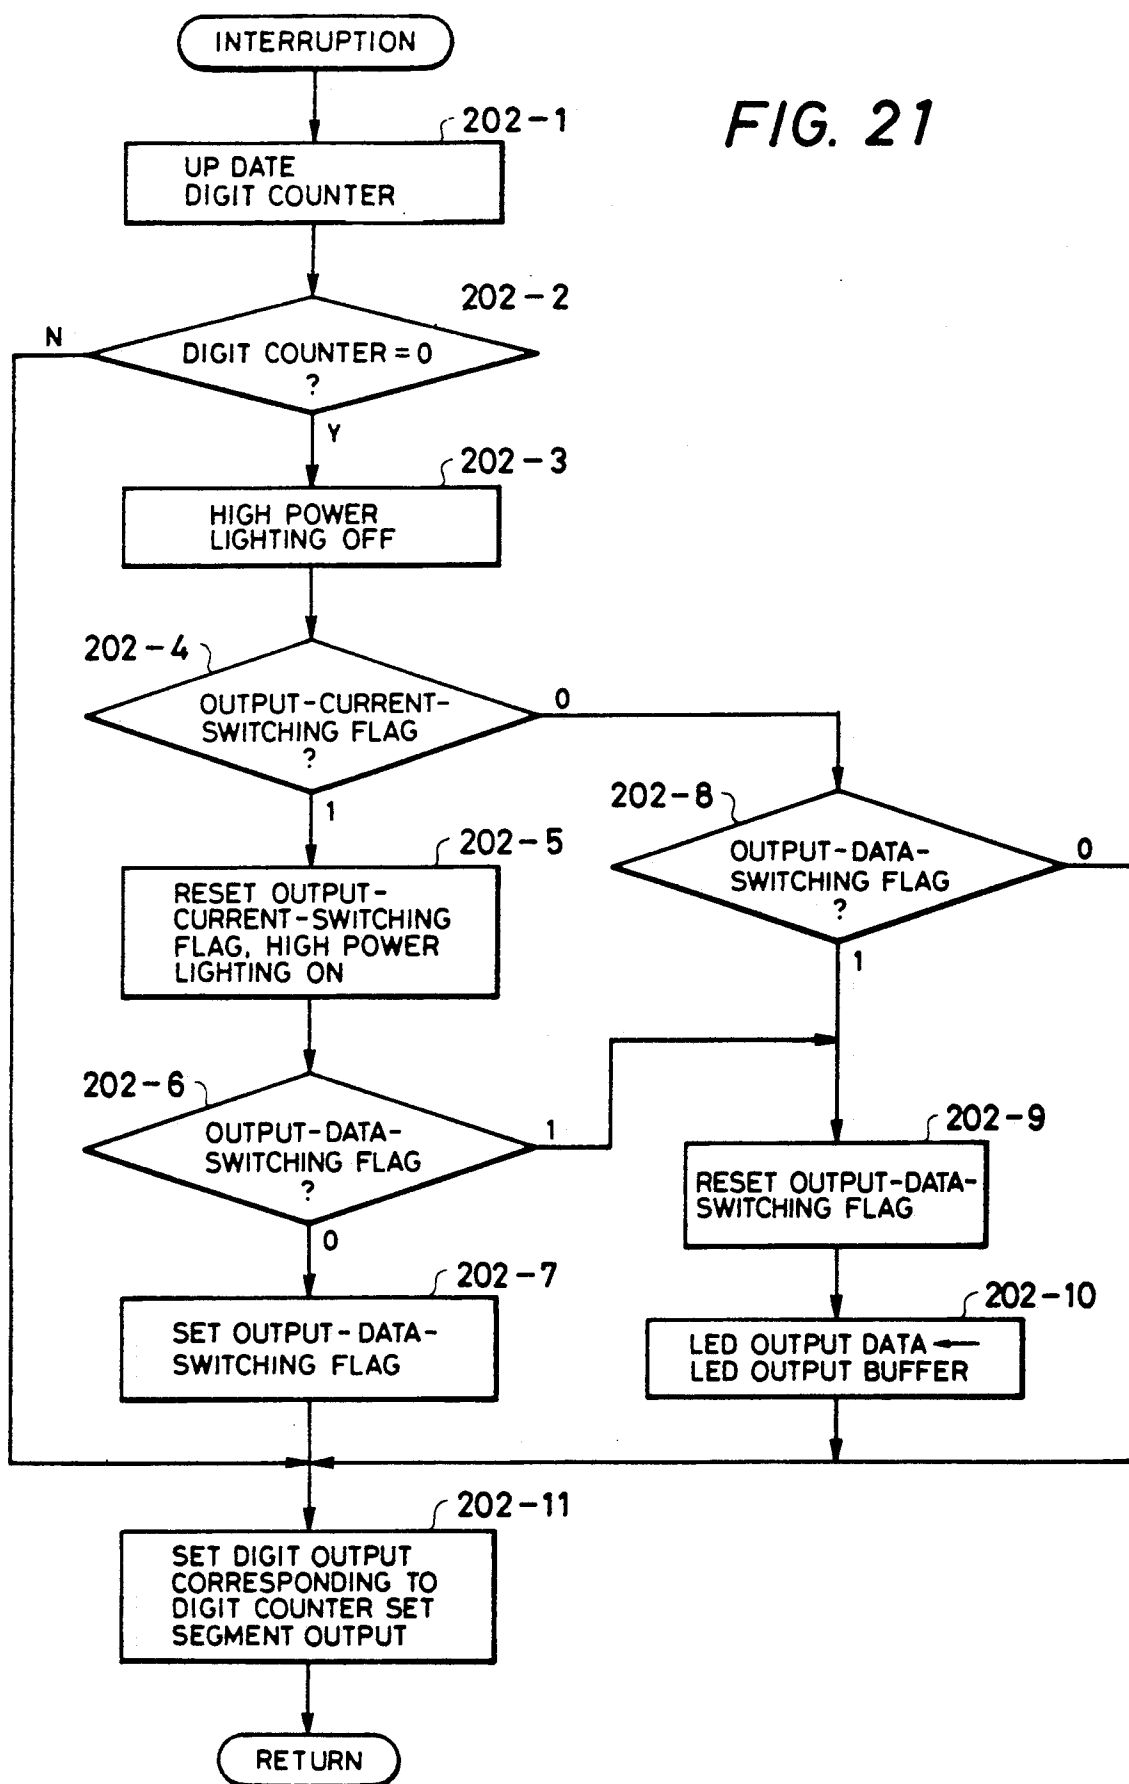 INTERRUPTION
FIG. 21
202-1
UP DATE
DIGIT COUNTER
202-2
N
DIGIT COUNTER = 0
?
Y
202-3
HIGH POWER
LIGHTING OFF
202-4
OUTPUT-CURRENT-
SWITCHING FLAG
?
0
1
202-8
OUTPUT-DATA-
SWITCHING FLAG
?
0
1
202-5
RESET OUTPUT-
CURRENT-SWITCHING
FLAG, HIGH POWER
LIGHTING ON
202-6
OUTPUT-DATA-
SWITCHING FLAG
?
1
0
202-9
RESET OUTPUT-DATA-
SWITCHING FLAG
202-7
SET OUTPUT-DATA-
SWITCHING FLAG
202-10
LED OUTPUT DATA ←
LED OUTPUT BUFFER
202-11
SET DIGIT OUTPUT
CORRESPONDING TO
DIGIT COUNTER SET
SEGMENT OUTPUT
RETURN